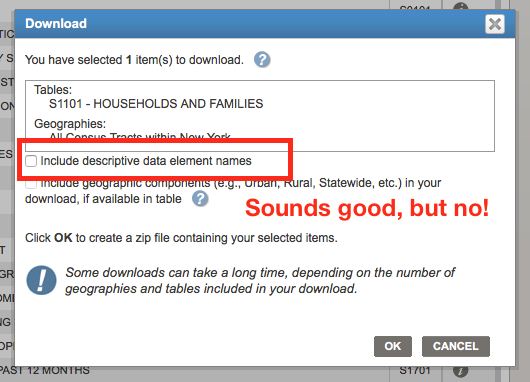 S0101
Download
You have selected 1 item(s) to download.
Tables:
S1101 - HOUSEHOLDS AND FAMILIES
Geographies:
All Census Tracts within New York
Include descriptive data element names
Include geographic components (e.g., Urban, Rural, Statewide, etc.) in your
download, if available in table
Sounds good, but no!
Click OK to create a zip file containing your selected items.
Some downloads can take a long time, depending on the number of
geographies and tables included in your download.
OK
CANCEL
PAST 12 MONTHS
S1701